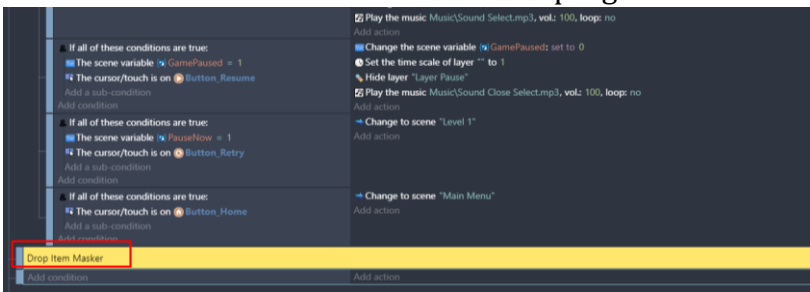 Play the music Music\Sound Select.mp3, vol.: 100, loop: no
Add action
If all of these conditions are true:
The scene variable GamePaused = 1
The cursor/touch is on Button_Resume
Add a sub-condition
Add condition
Change the scene variable GamePaused: set to 0
Set the time scale of layer "" to 1
Hide layer "Layer Pause"
Play the music Music\Sound Close Select.mp3, vol.: 100, loop: no
Add action
If all of these conditions are true:
The scene variable PauseNow = 1
The cursor/touch is on Button_Retry
Add a sub-condition
Add condition
Change to scene "Level 1"
Add action
If all of these conditions are true:
The cursor/touch is on Button_Home
Add a sub-condition
Add condition
Change to scene "Main Menu"
Add action
Drop Item Masker
Add condition
Add action